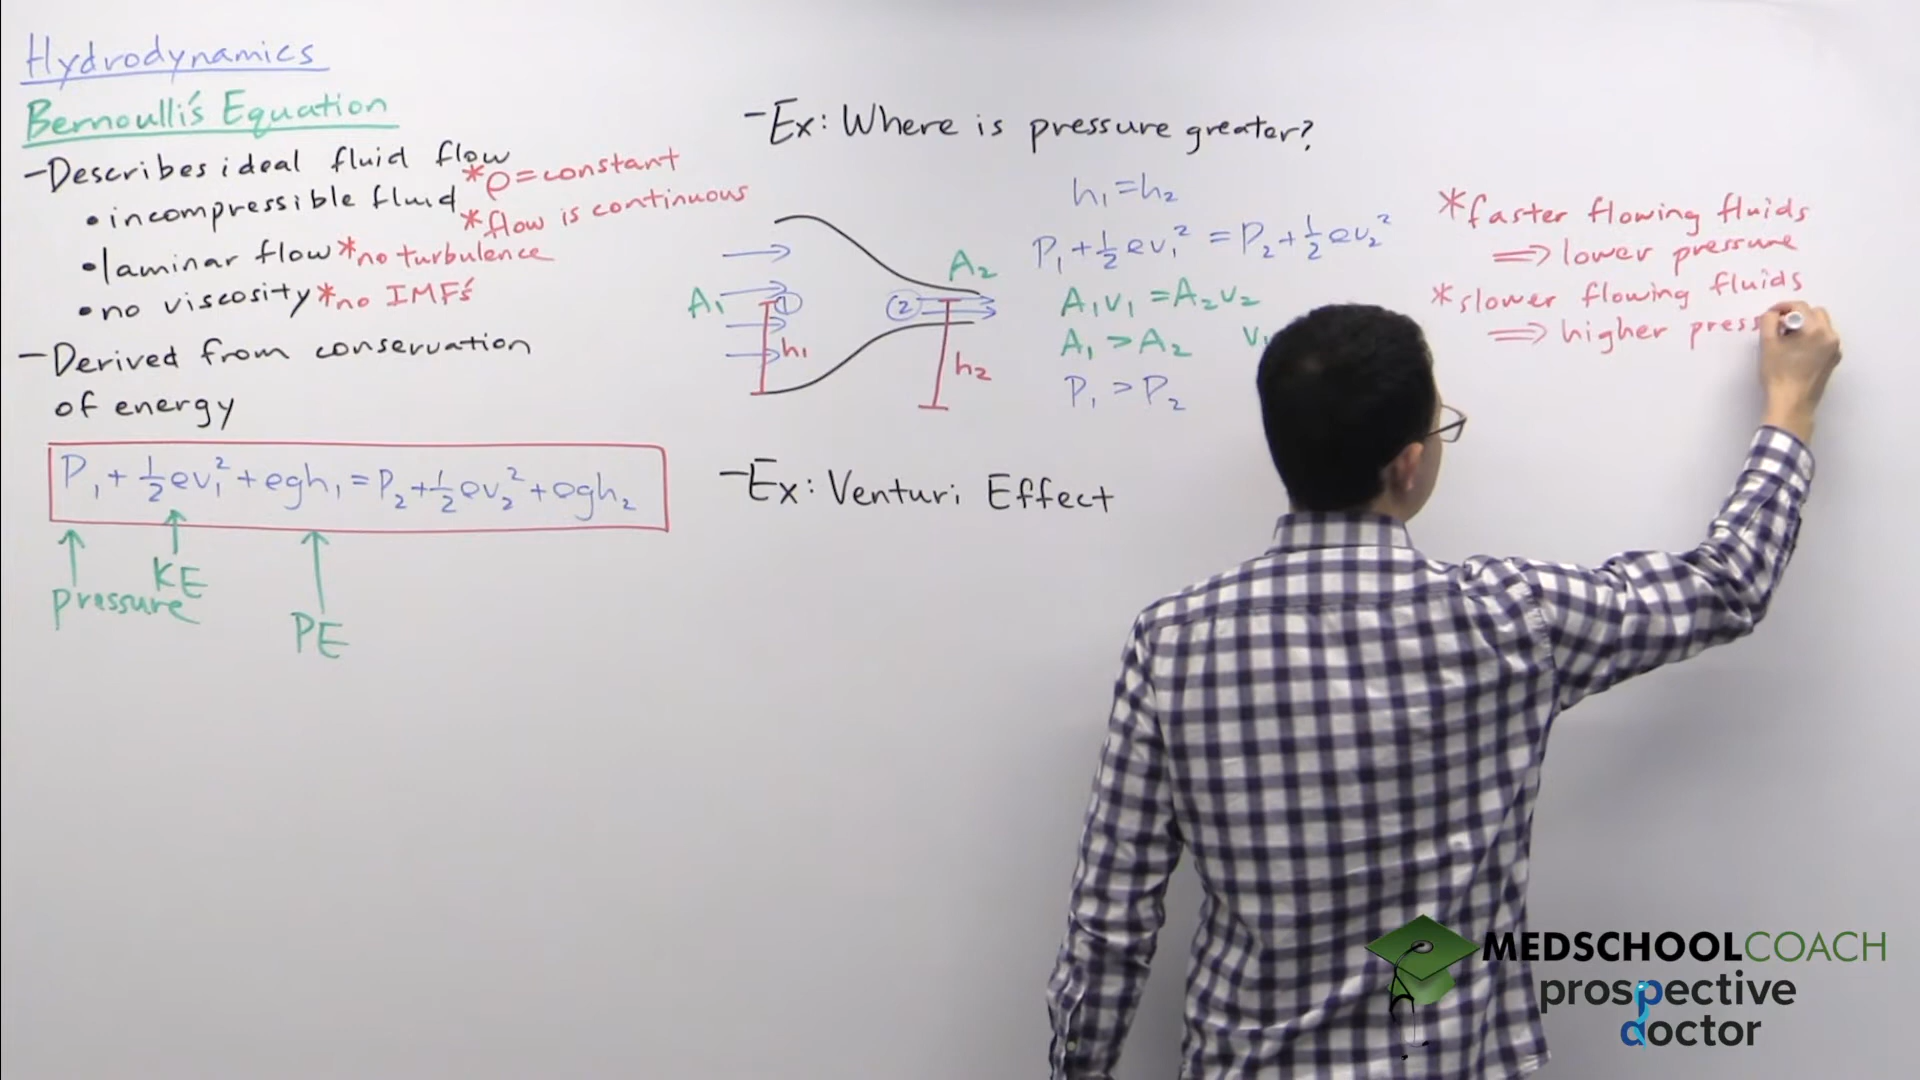 Hydrodynamics
Bernoulli's Equation
-Describes ideal fluid flow
•incompressible fluid *ρ=constant
*flow is continuous
•laminar flow *no turbulence
•no viscosity *no IMFs
-Derived from conservation
of energy
P₁+½ρv₁²+ρgh₁=P₂+½ρv₂²+ρgh₂
pressure
KE
PE
-Ex: Where is pressure greater?
A₁
①
h₁
②
A₂
h₂
h₁=h₂
P₁+½ρv₁²=P₂+½ρv₂²
A₁v₁=A₂v₂
A₁>A₂
P₁>P₂
*faster flowing fluids
⇒ lower pressure
*slower flowing fluids
⇒ higher press
-Ex: Venturi Effect
MEDSCHOOLCOACH
prospective
doctor